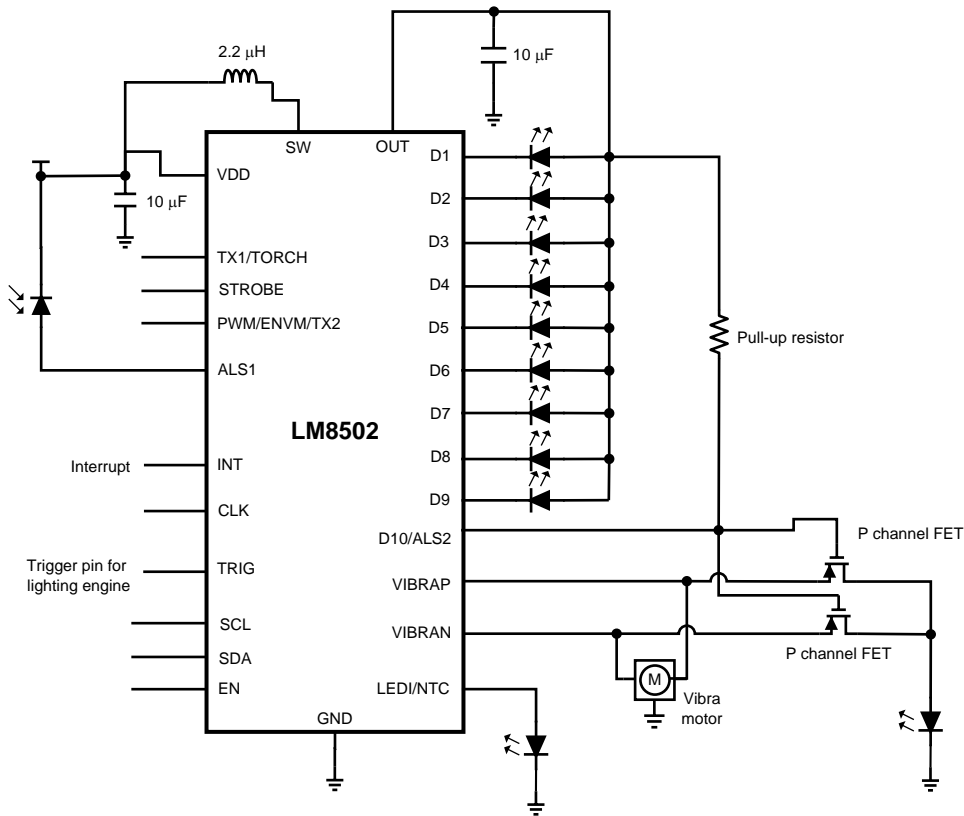 2.2 μH
10 μF
SW
OUT
D1
VDD
10 μF
D2
D3
TX1/TORCH
D4
STROBE
PWM/ENVM/TX2
D5
Pull-up resistor
ALS1
D6
D7
LM8502
D8
Interrupt
INT
D9
CLK
D10/ALS2
P channel FET
Trigger pin for
lighting engine
TRIG
VIBRAP
SCL
VIBRAN
P channel FET
SDA
M
EN
LEDI/NTC
Vibra
motor
GND